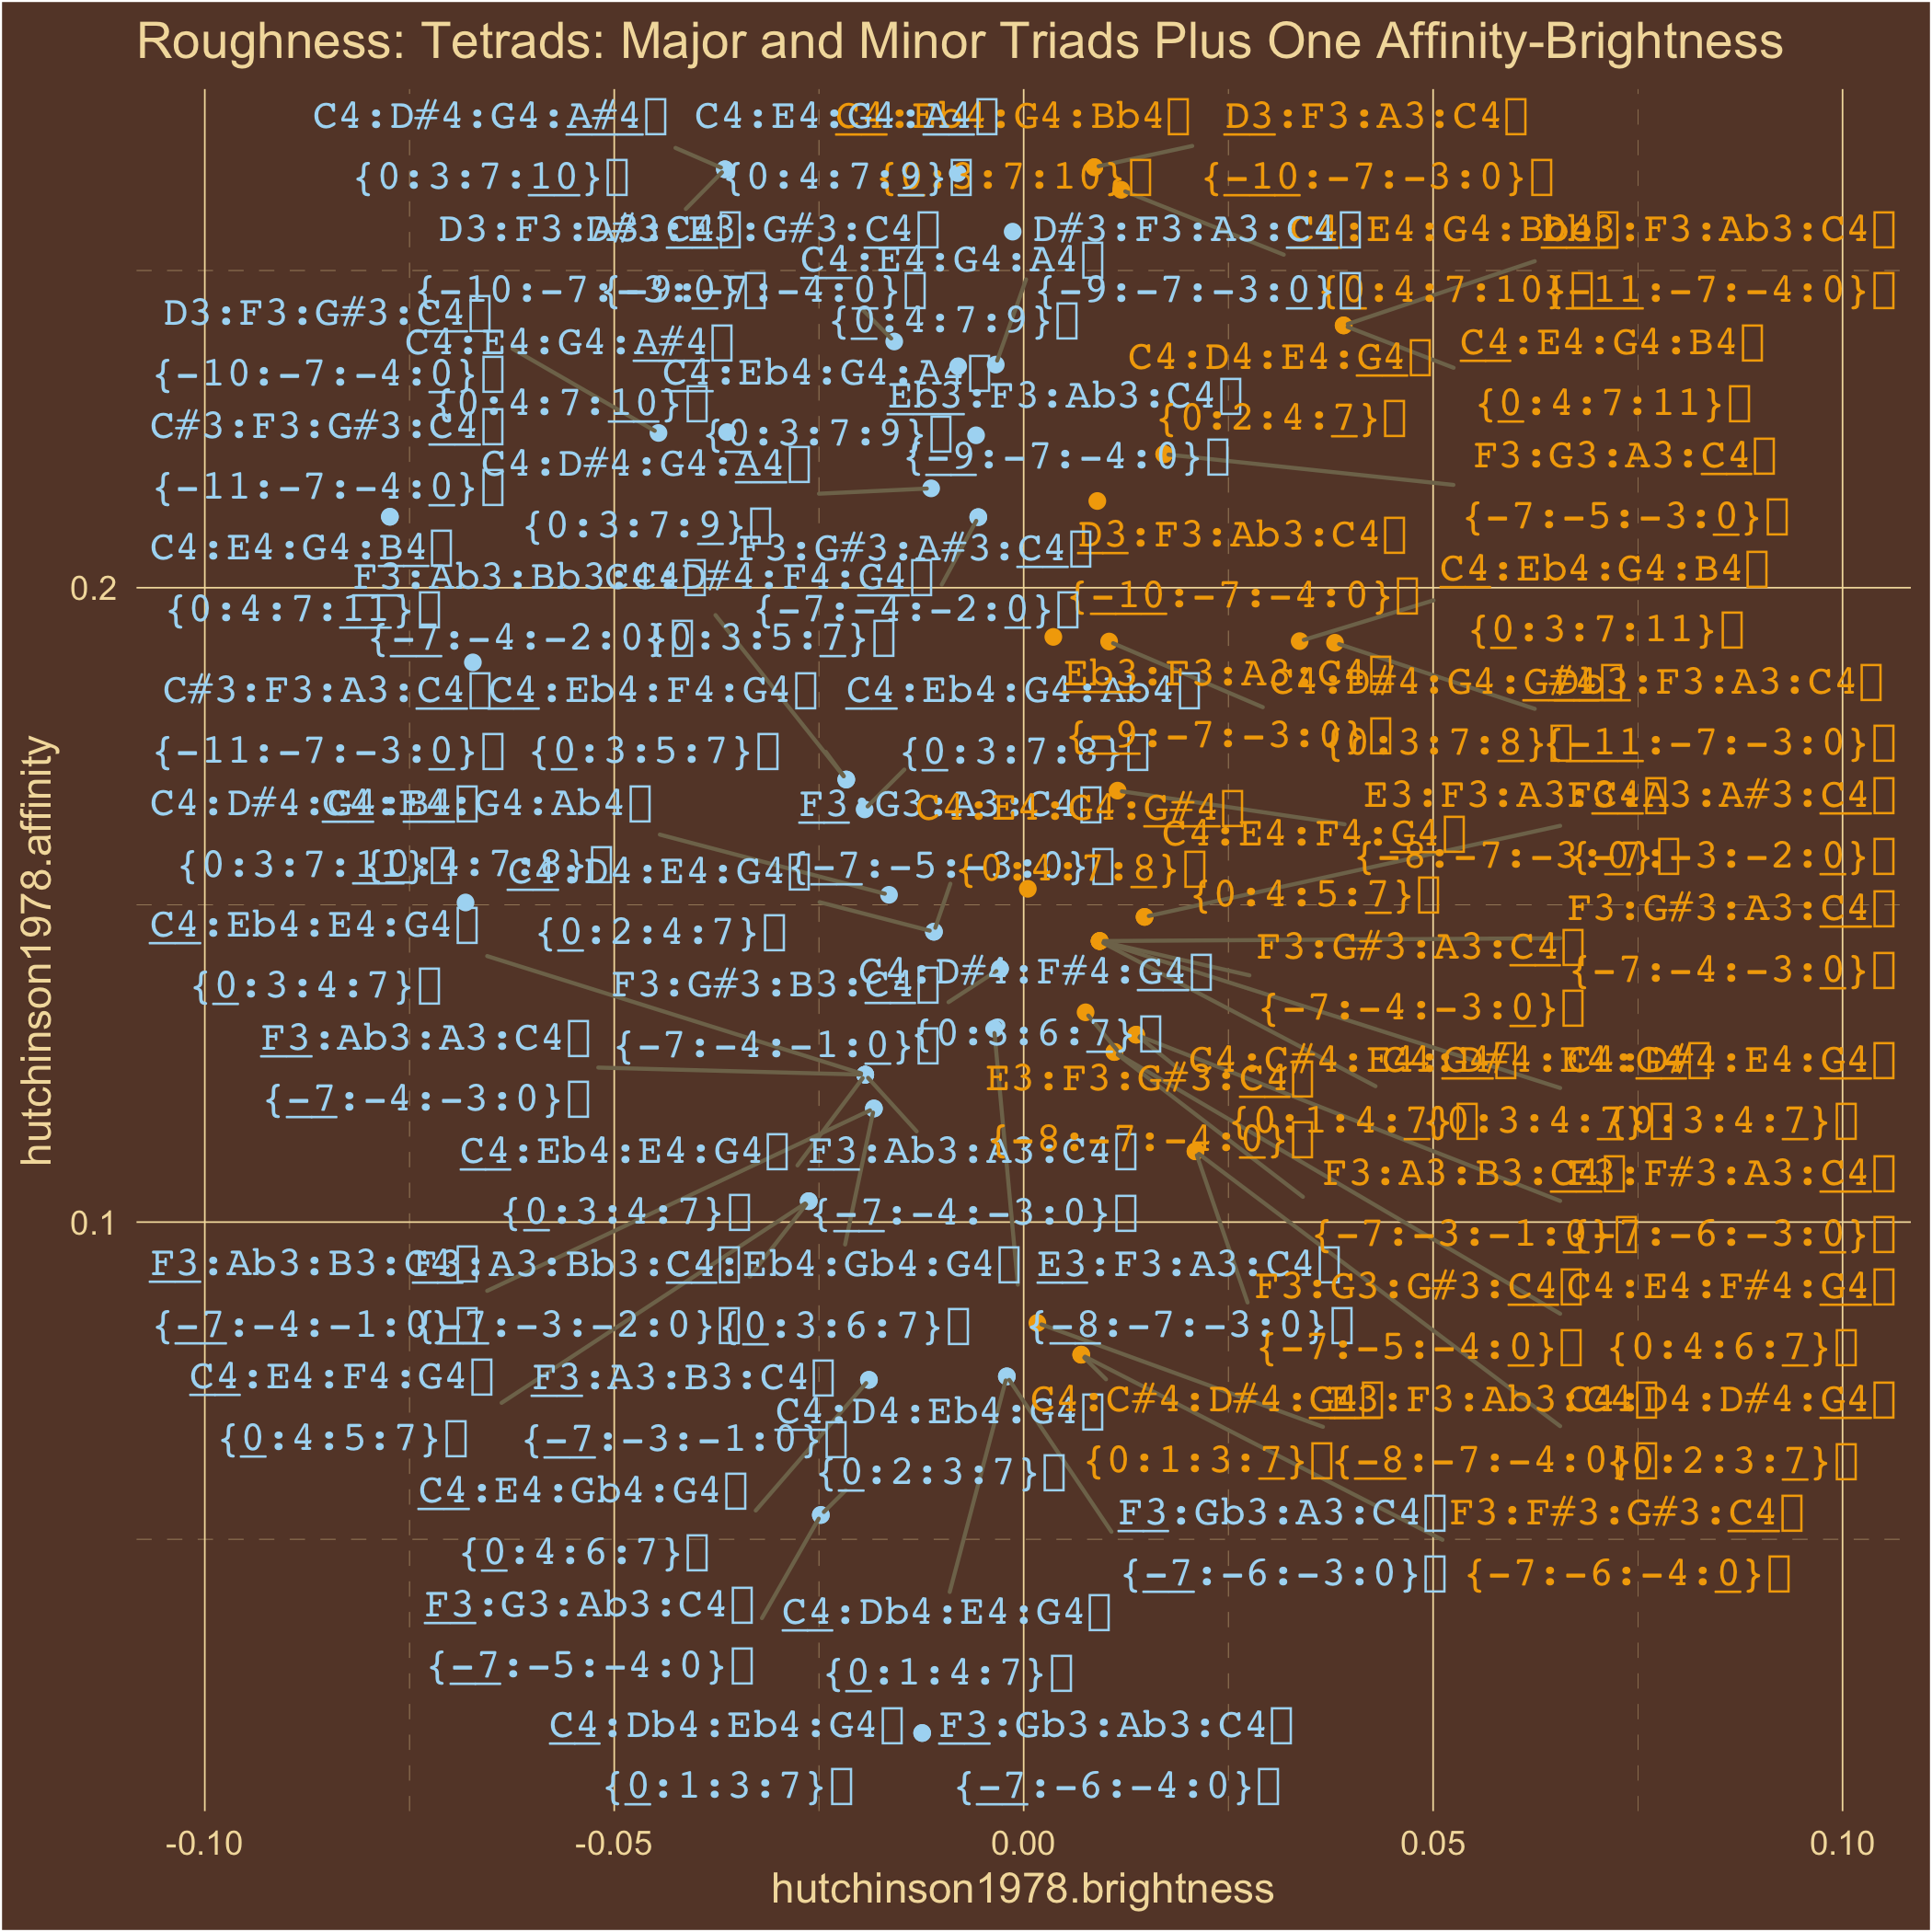 Roughness: Tetrads: Major and Minor Triads Plus One Affinity-Brightness
C4:D#4:G4:A#4
{0:3:7:10}
C4:E4:G4:A4
{0:4:7:9}
C4:Eb4:G4:Bb4
{0:3:7:10}
D3:F3:A3:C4
{-10:-7:-3:0}
D3:F3:A3:C4
{-10:-7:-3:0}
D#3:G#3:C4
{-9:-7:-4:0}
D#3:F3:A3:C4
{-9:-7:-3:0}
C4:E4:G4:Bb4
{0:4:7:10}
Db3:F3:Ab3:C4
{-11:-7:-4:0}
C4:E4:G4:A4
{0:4:7:9}
D3:F3:G#3:C4
{-10:-7:-4:0}
C4:E4:G4:A#4
{0:4:7:10}
C4:Eb4:G4:A4
{0:3:7:9}
C4:D4:E4:G4
{0:2:4:7}
C4:E4:G4:B4
{0:4:7:11}
Eb3:F3:Ab3:C4
{-9:-7:-4:0}
C#3:F3:G#3:C4
{-11:-7:-4:0}
C4:D#4:G4:A4
{0:3:7:9}
F3:G3:A3:C4
{-7:-5:-3:0}
D3:F3:Ab3:C4
{-10:-7:-4:0}
C4:E4:G4:B4
{0:4:7:11}
F3:G#3:A#3:C4
{-7:-4:-2:0}
C4:Eb4:G4:B4
{0:3:7:11}
F3:Ab3:Bb3:C4
{-7:-4:-2:0}
C4:D#4:F4:G4
{0:3:5:7}
0.2
Eb3:F3:A3:C4
{-9:-7:-3:0}
C4:D#4:G4:G#4
{0:3:7:8}
Db3:F3:A3:C4
{-11:-7:-3:0}
C#3:F3:A3:C4
{-11:-7:-3:0}
C4:Eb4:F4:G4
{0:3:5:7}
C4:Eb4:G4:Ab4
{0:3:7:8}
C4:D#4:G4:B4
{0:3:7:11}
C4:E4:G4:Ab4
{0:4:7:8}
F3:G3:A3:C4
{-7:-5:-3:0}
C4:E4:G4:G#4
{0:4:7:8}
E3:F3:A3:C4
{-8:-7:-3:0}
F3:A3:A#3:C4
{-7:-3:-2:0}
C4:E4:F4:G4
{0:4:5:7}
C4:D4:E4:G4
{0:2:4:7}
C4:Eb4:E4:G4
{0:3:4:7}
F3:G#3:A3:C4
{-7:-4:-3:0}
F3:G#3:A3:C4
{-7:-4:-3:0}
F3:G#3:B3:C4
{-7:-4:-1:0}
C4:D#4:F#4:G4
{0:3:6:7}
F3:Ab3:A3:C4
{-7:-4:-3:0}
E3:F3:G#3:C4
{-8:-7:-4:0}
C4:C#4:E4:G4
{0:1:4:7}
C4:D#4:E4:G4
{0:3:4:7}
C4:D#4:E4:G4
{0:3:4:7}
C4:Eb4:E4:G4
{0:3:4:7}
F3:Ab3:A3:C4
{-7:-4:-3:0}
F3:A3:B3:C4
{-7:-3:-1:0}
F3:F#3:A3:C4
{-7:-6:-3:0}
0.1
F3:Ab3:B3:C4
{-7:-4:-1:0}
F3:A3:Bb3:C4
{-7:-3:-2:0}
C4:Eb4:Gb4:G4
{0:3:6:7}
E3:F3:A3:C4
{-8:-7:-3:0}
F3:G3:G#3:C4
{-7:-5:-4:0}
C4:E4:F#4:G4
{0:4:6:7}
C4:E4:F4:G4
{0:4:5:7}
F3:A3:B3:C4
{-7:-3:-1:0}
C4:D4:Eb4:G4
{0:2:3:7}
C4:C#4:D#4:G4
{0:1:3:7}
E3:F3:Ab3:C4
{-8:-7:-4:0}
C4:D4:D#4:G4
{0:2:3:7}
C4:E4:Gb4:G4
{0:4:6:7}
F3:Gb3:A3:C4
{-7:-6:-3:0}
F3:F#3:G#3:C4
{-7:-6:-4:0}
F3:G3:Ab3:C4
{-7:-5:-4:0}
C4:Db4:E4:G4
{0:1:4:7}
C4:Db4:Eb4:G4
{0:1:3:7}
F3:Gb3:Ab3:C4
{-7:-6:-4:0}
-0.10
-0.05
0.00
0.05
0.10
hutchinson1978.brightness
hutchinson1978.affinity